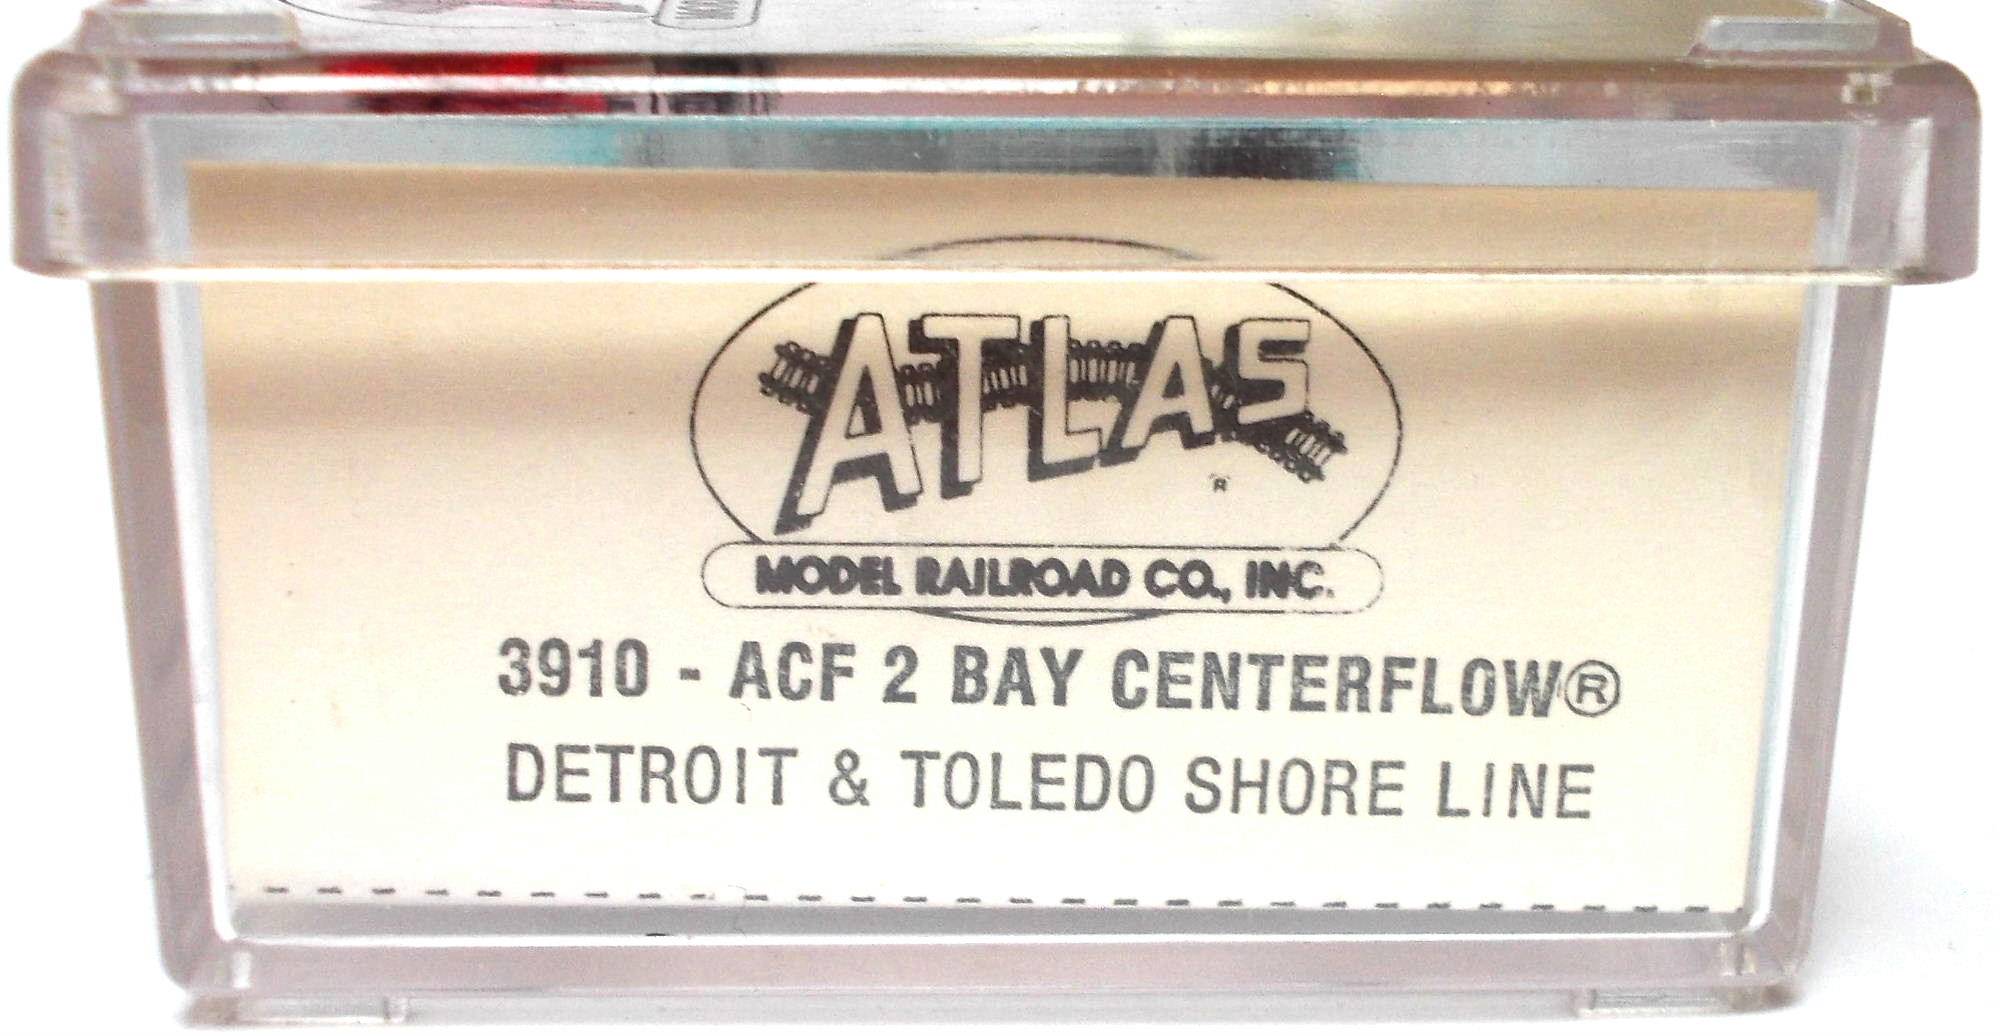 ATLAS
R
MODEL RAILROAD CO., INC.
3910 - ACF 2 BAY CENTERFLOW®
DETROIT & TOLEDO SHORE LINE